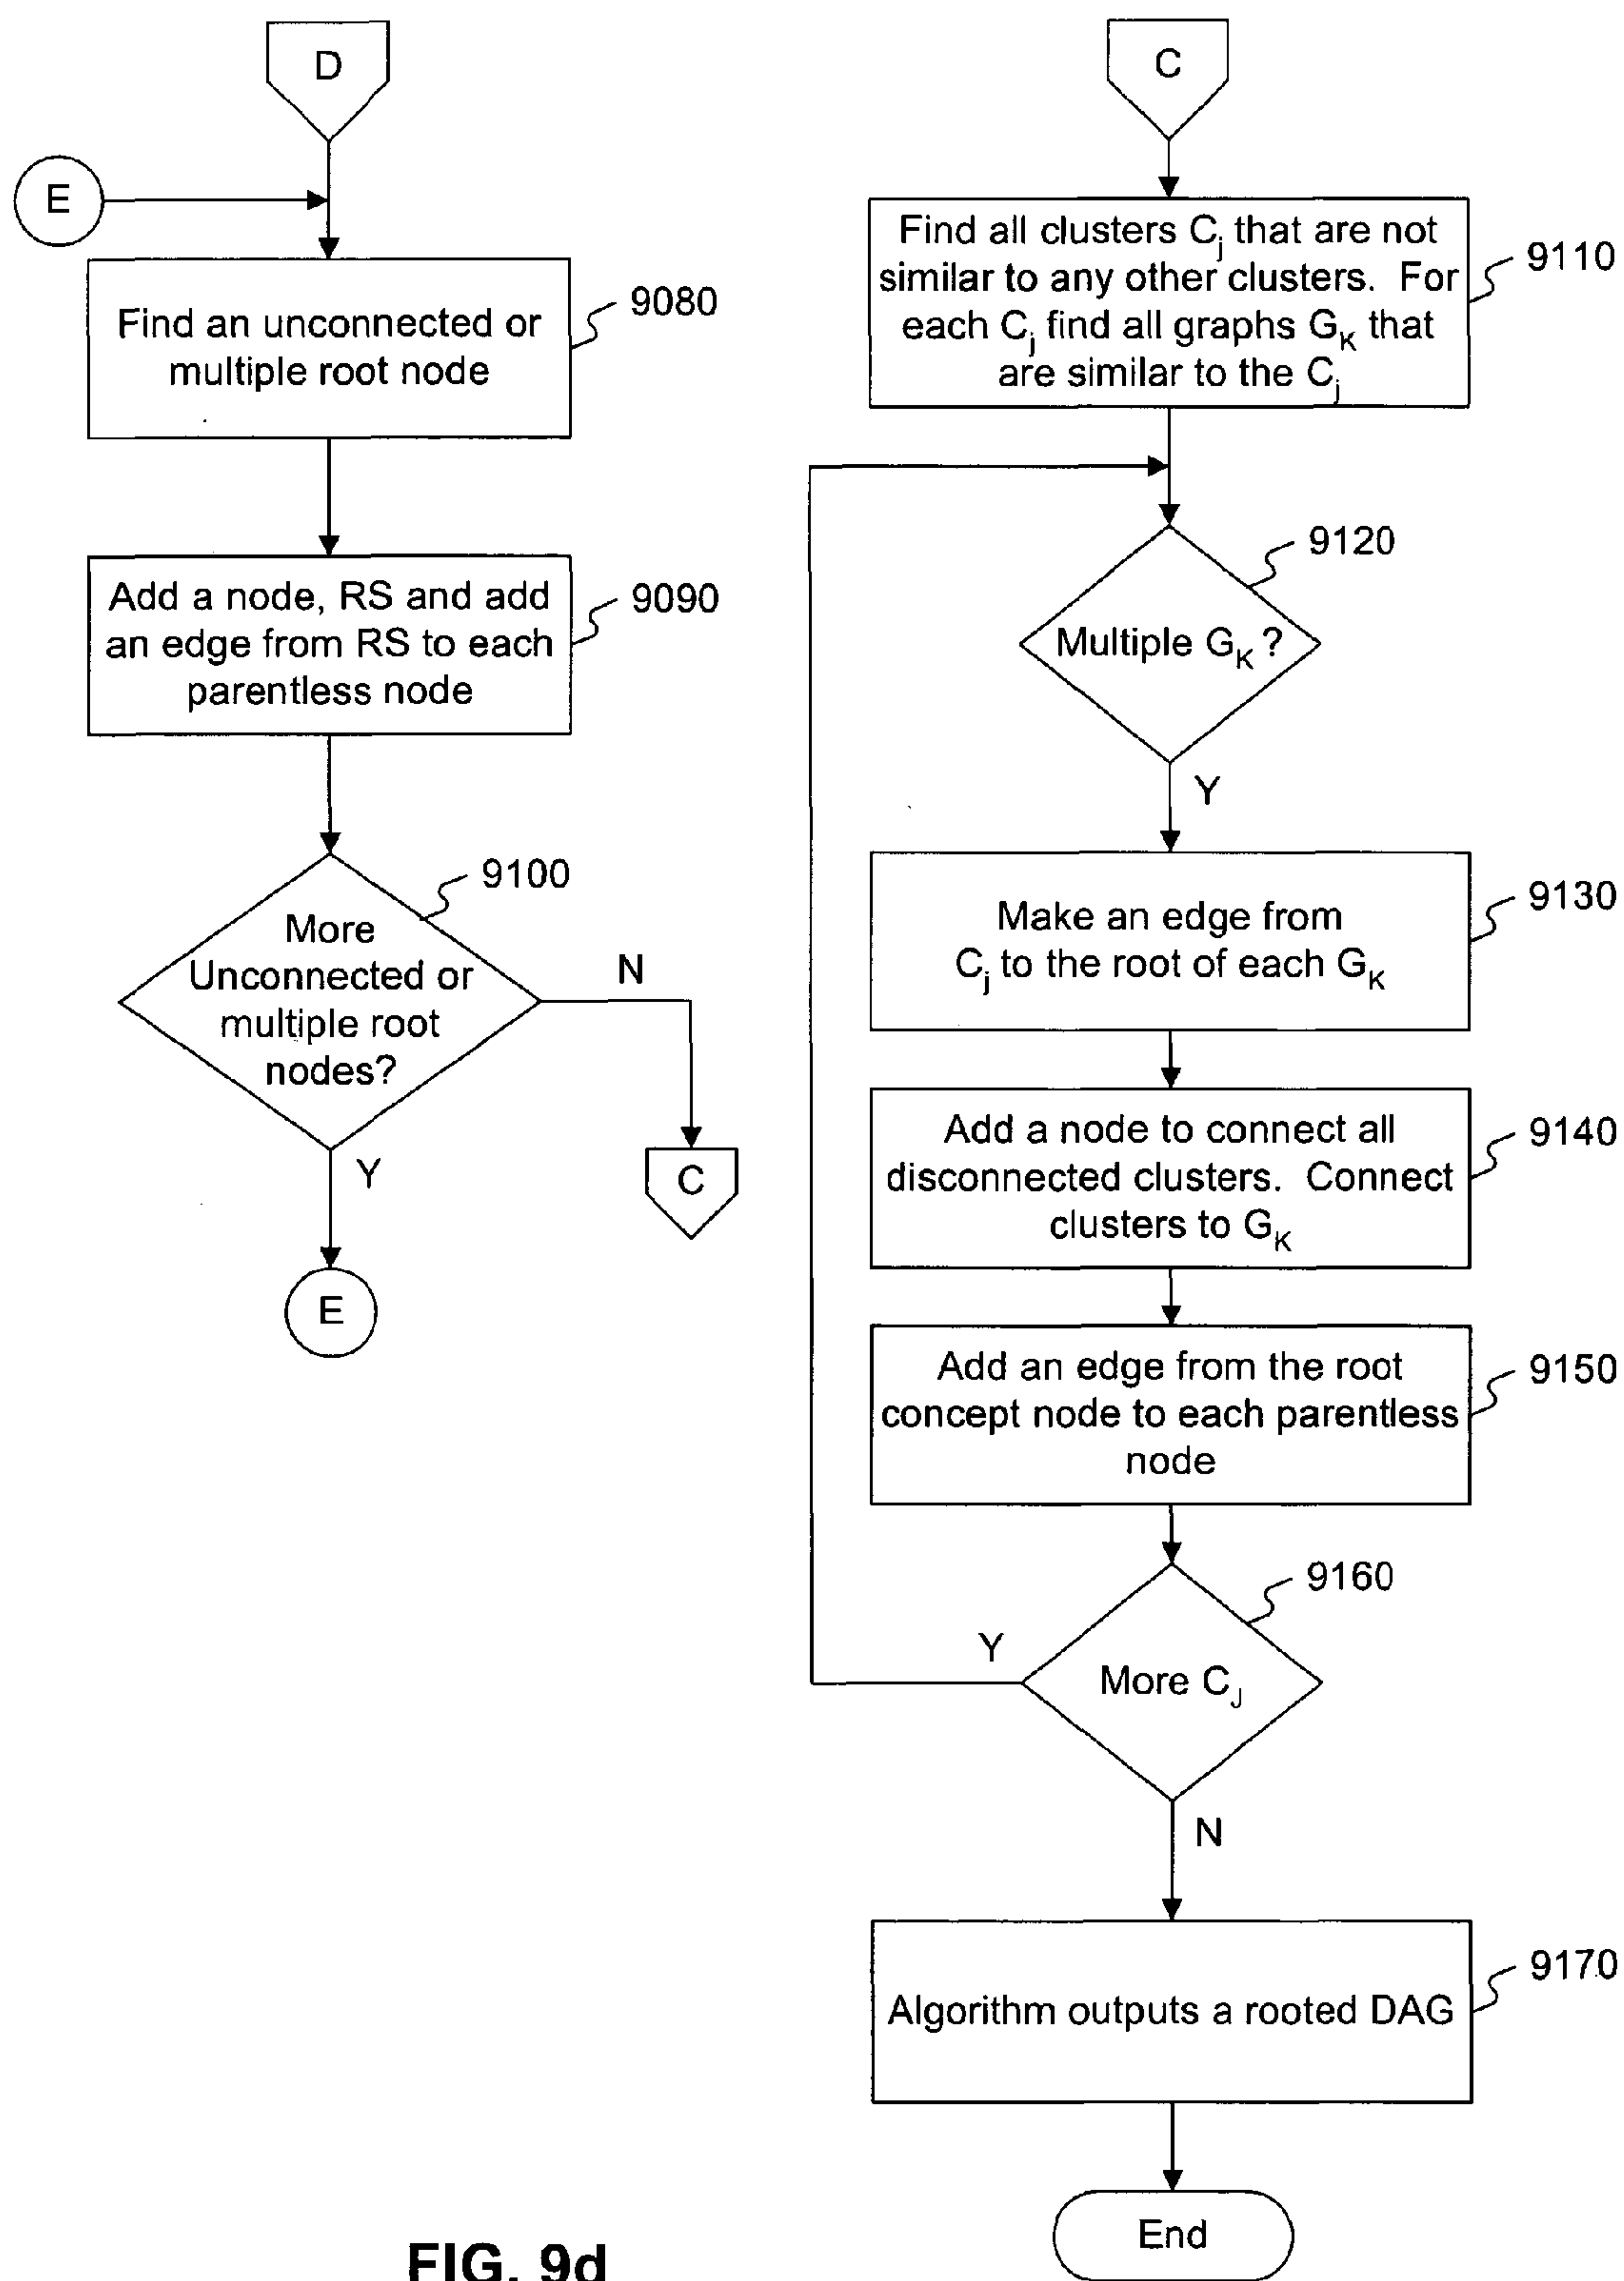 D
E
Find an unconnected or
multiple root node
9080
Add a node, RS and add
an edge from RS to each
parentless node
9090
More
Unconnected or
multiple root
nodes?
9100
N
Y
C
E
C
Find all clusters Cj that are not
similar to any other clusters. For
each Cj find all graphs GK that
are similar to the Cj
9110
Multiple GK ?
9120
Y
Make an edge from
Cj to the root of each GK
9130
Add a node to connect all
disconnected clusters. Connect
clusters to GK
9140
Add an edge from the root
concept node to each parentless
node
9150
More CJ
9160
Y
N
Algorithm outputs a rooted DAG
9170
End
FIG. 9d